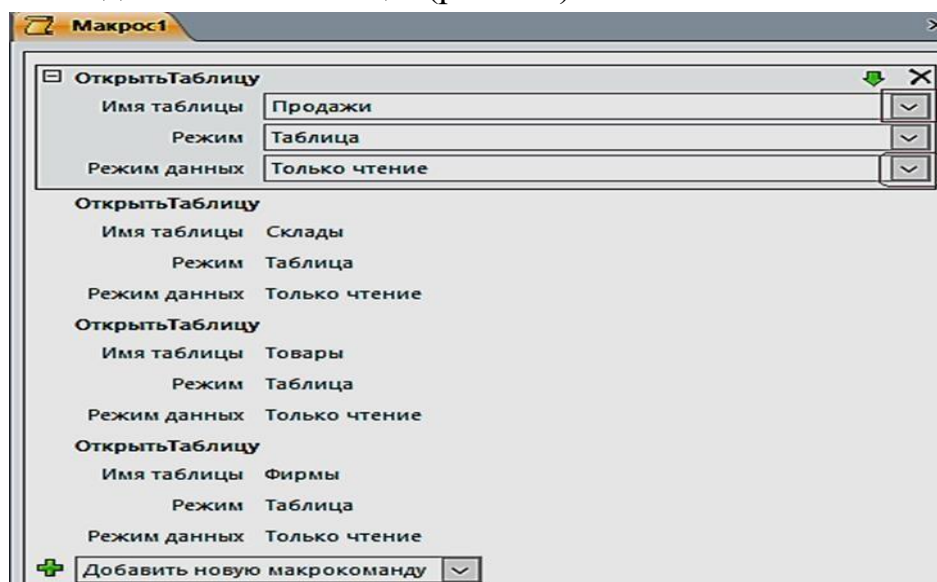 Макрос1
ОткрытьТаблицу
Имя таблицы Продажи
Режим Таблица
Режим данных Только чтение
ОткрытьТаблицу
Имя таблицы Склады
Режим Таблица
Режим данных Только чтение
ОткрытьТаблицу
Имя таблицы Товары
Режим Таблица
Режим данных Только чтение
ОткрытьТаблицу
Имя таблицы Фирмы
Режим Таблица
Режим данных Только чтение
Добавить новую макрокоманду